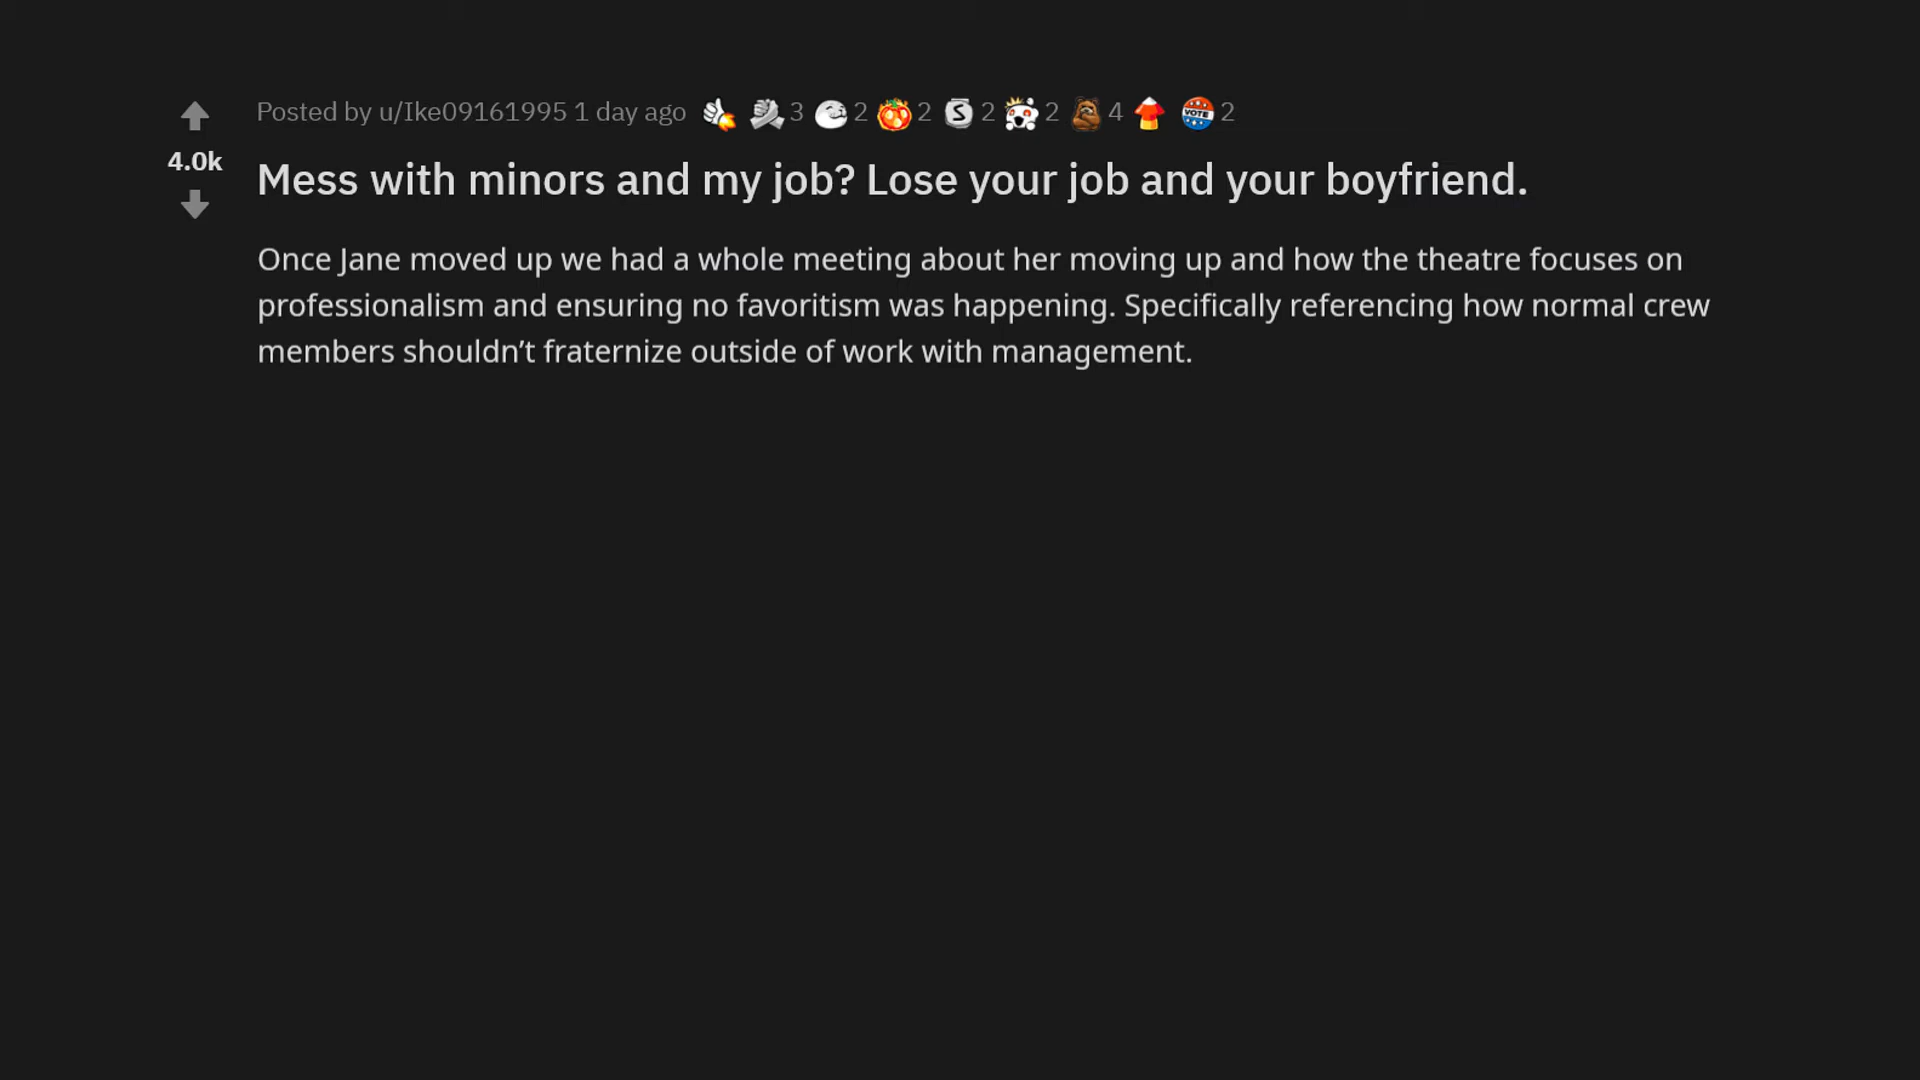 Posted by u/Ike09161995 1 day ago 3 2 2 S 2 2 4 VOTE 2
4.0k
Mess with minors and my job? Lose your job and your boyfriend.
Once Jane moved up we had a whole meeting about her moving up and how the theatre focuses on
professionalism and ensuring no favoritism was happening. Specifically referencing how normal crew
members shouldn’t fraternize outside of work with management.